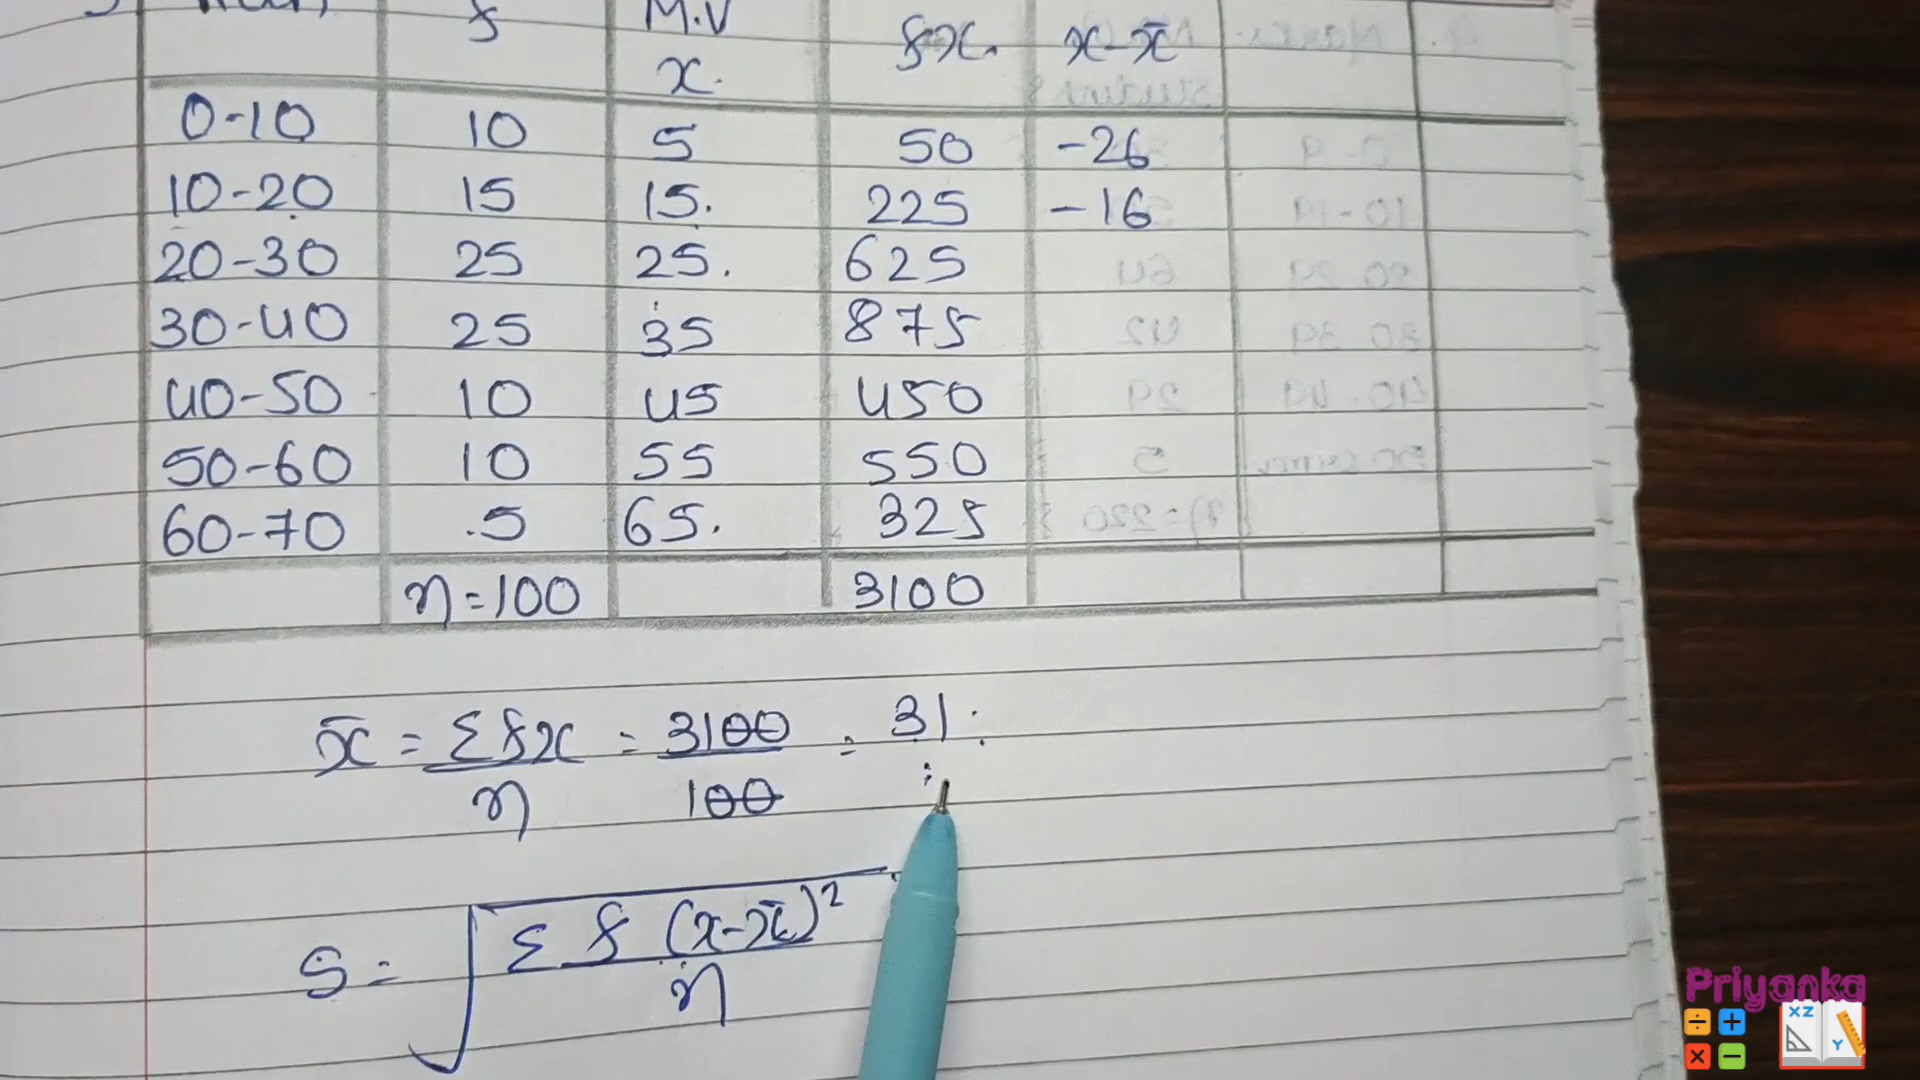 f M.V fx. x-x̄
x.
0-10 10 5 50 -26
10-20 15 15. 225 -16
20-30 25 25. 625
30-40 25 35 875
40-50 10 45 450
50-60 10 55 550
60-70 .5 65. 325
n=100 3100
x̄ = Σfx / n = 3100 / 100 = 31.
S = √(Σ f (x-x̄)² / n)
Priyanka
÷ + XZ
× − Y